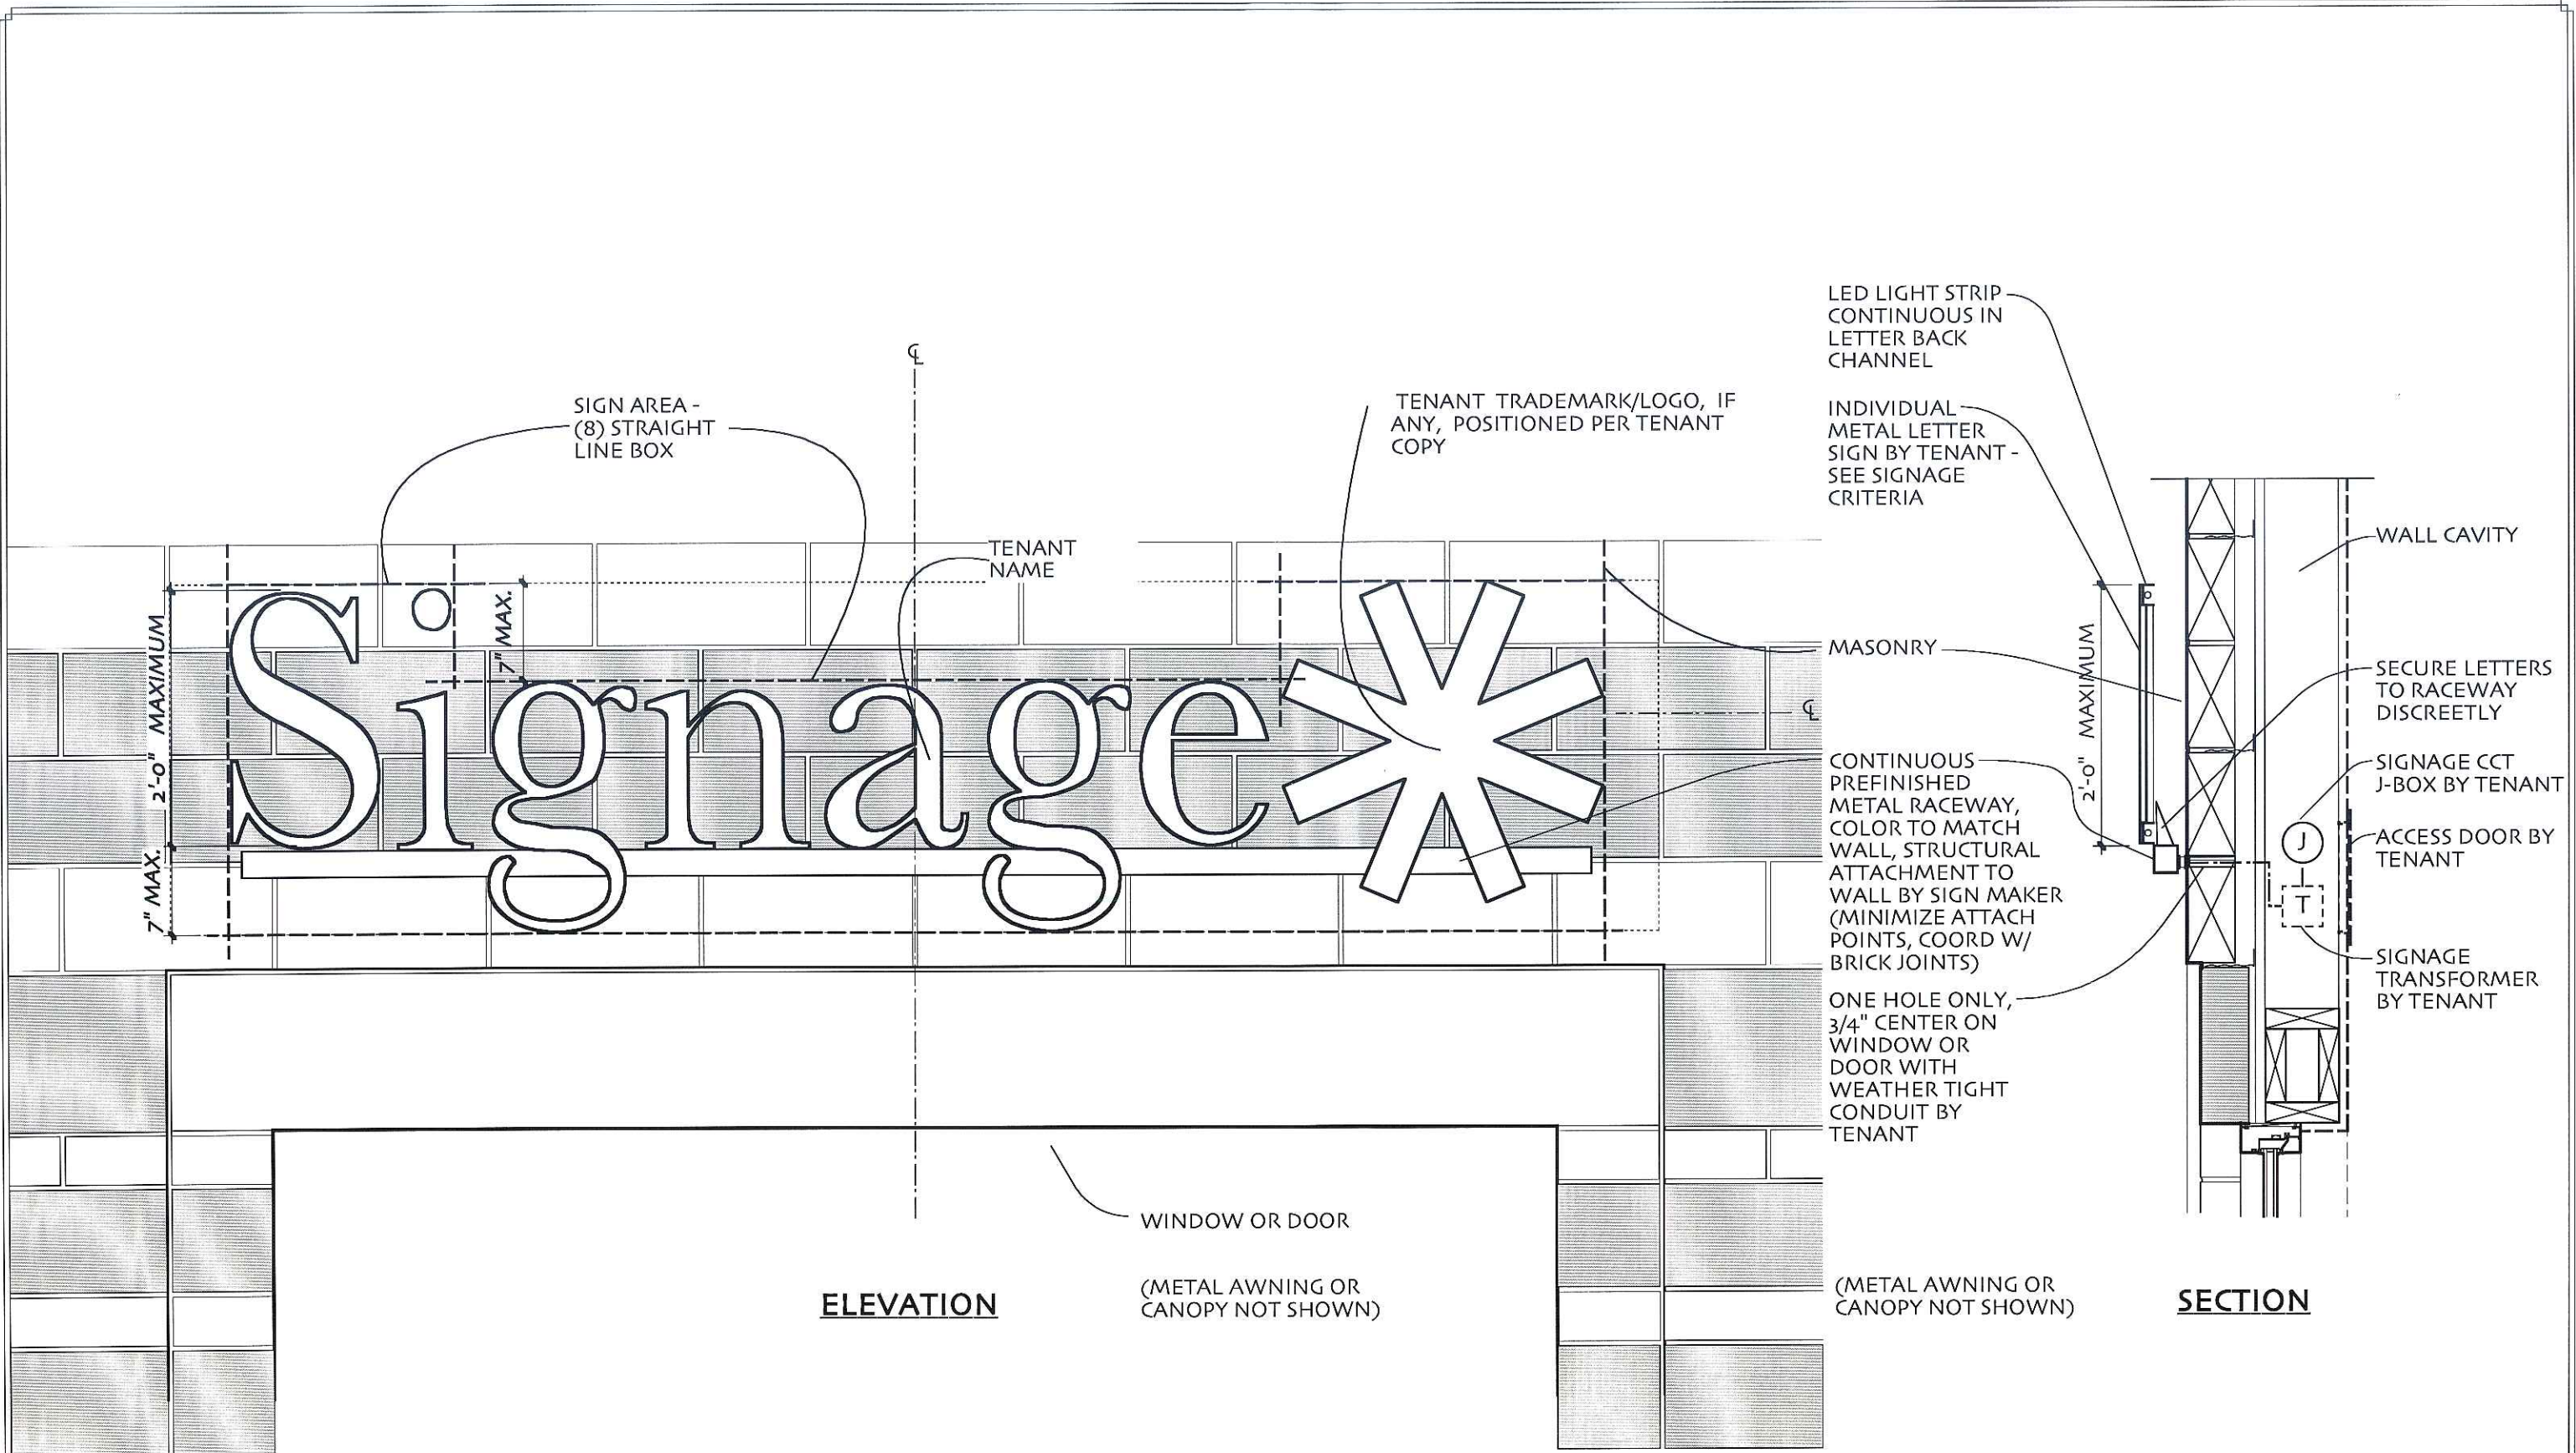 SIGN AREA -
(8) STRAIGHT
LINE BOX
℄
TENANT TRADEMARK/LOGO, IF
ANY, POSITIONED PER TENANT
COPY
TENANT
NAME
2'-0" MAXIMUM
7" MAX.
7" MAX.
Signage
℄
WINDOW OR DOOR
(METAL AWNING OR
CANOPY NOT SHOWN)
ELEVATION
LED LIGHT STRIP
CONTINUOUS IN
LETTER BACK
CHANNEL
INDIVIDUAL
METAL LETTER
SIGN BY TENANT -
SEE SIGNAGE
CRITERIA
MASONRY
CONTINUOUS
PREFINISHED
METAL RACEWAY,
COLOR TO MATCH
WALL, STRUCTURAL
ATTACHMENT TO
WALL BY SIGN MAKER
(MINIMIZE ATTACH
POINTS, COORD W/
BRICK JOINTS)
ONE HOLE ONLY,
3/4" CENTER ON
WINDOW OR
DOOR WITH
WEATHER TIGHT
CONDUIT BY
TENANT
(METAL AWNING OR
CANOPY NOT SHOWN)
2'-0" MAXIMUM
WALL CAVITY
SECURE LETTERS
TO RACEWAY
DISCREETLY
SIGNAGE CCT
J-BOX BY TENANT
J
ACCESS DOOR BY
TENANT
T
SIGNAGE
TRANSFORMER
BY TENANT
SECTION